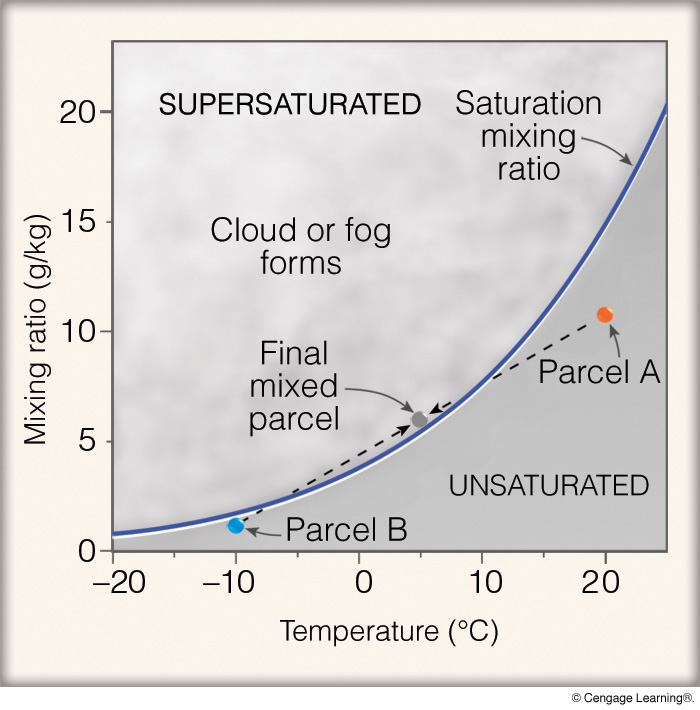 20
SUPERSATURATED
Saturation
mixing
ratio
15
Cloud or fog
forms
Mixing ratio (g/kg)
10
Final
mixed
parcel
Parcel A
5
UNSATURATED
Parcel B
0
−20
−10
0
10
20
Temperature (°C)
© Cengage Learning®.